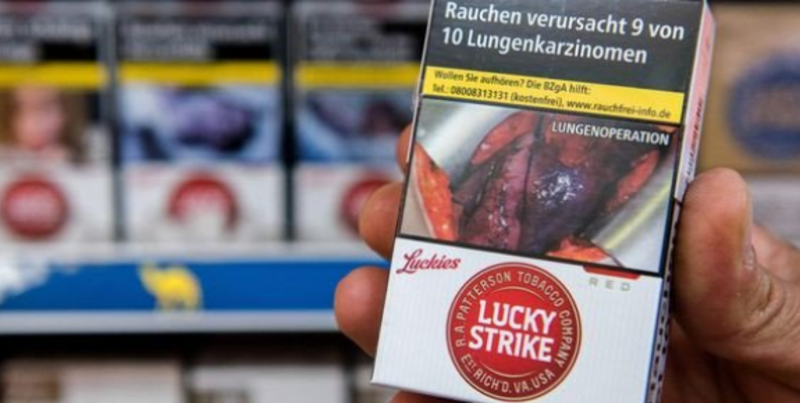 Rauchen verursacht 9 von
10 Lungenkarzinomen
Wollen Sie aufhören? Die BZgA hilft:
Tel.: 08008313131 (kostenfrei), www.rauchfrei-info.de
LUNGENOPERATION
Luckies
RED
R.A. PATTERSON TOBACCO COMPANY
LUCKY
STRIKE
EST. RICH'D. VA. USA